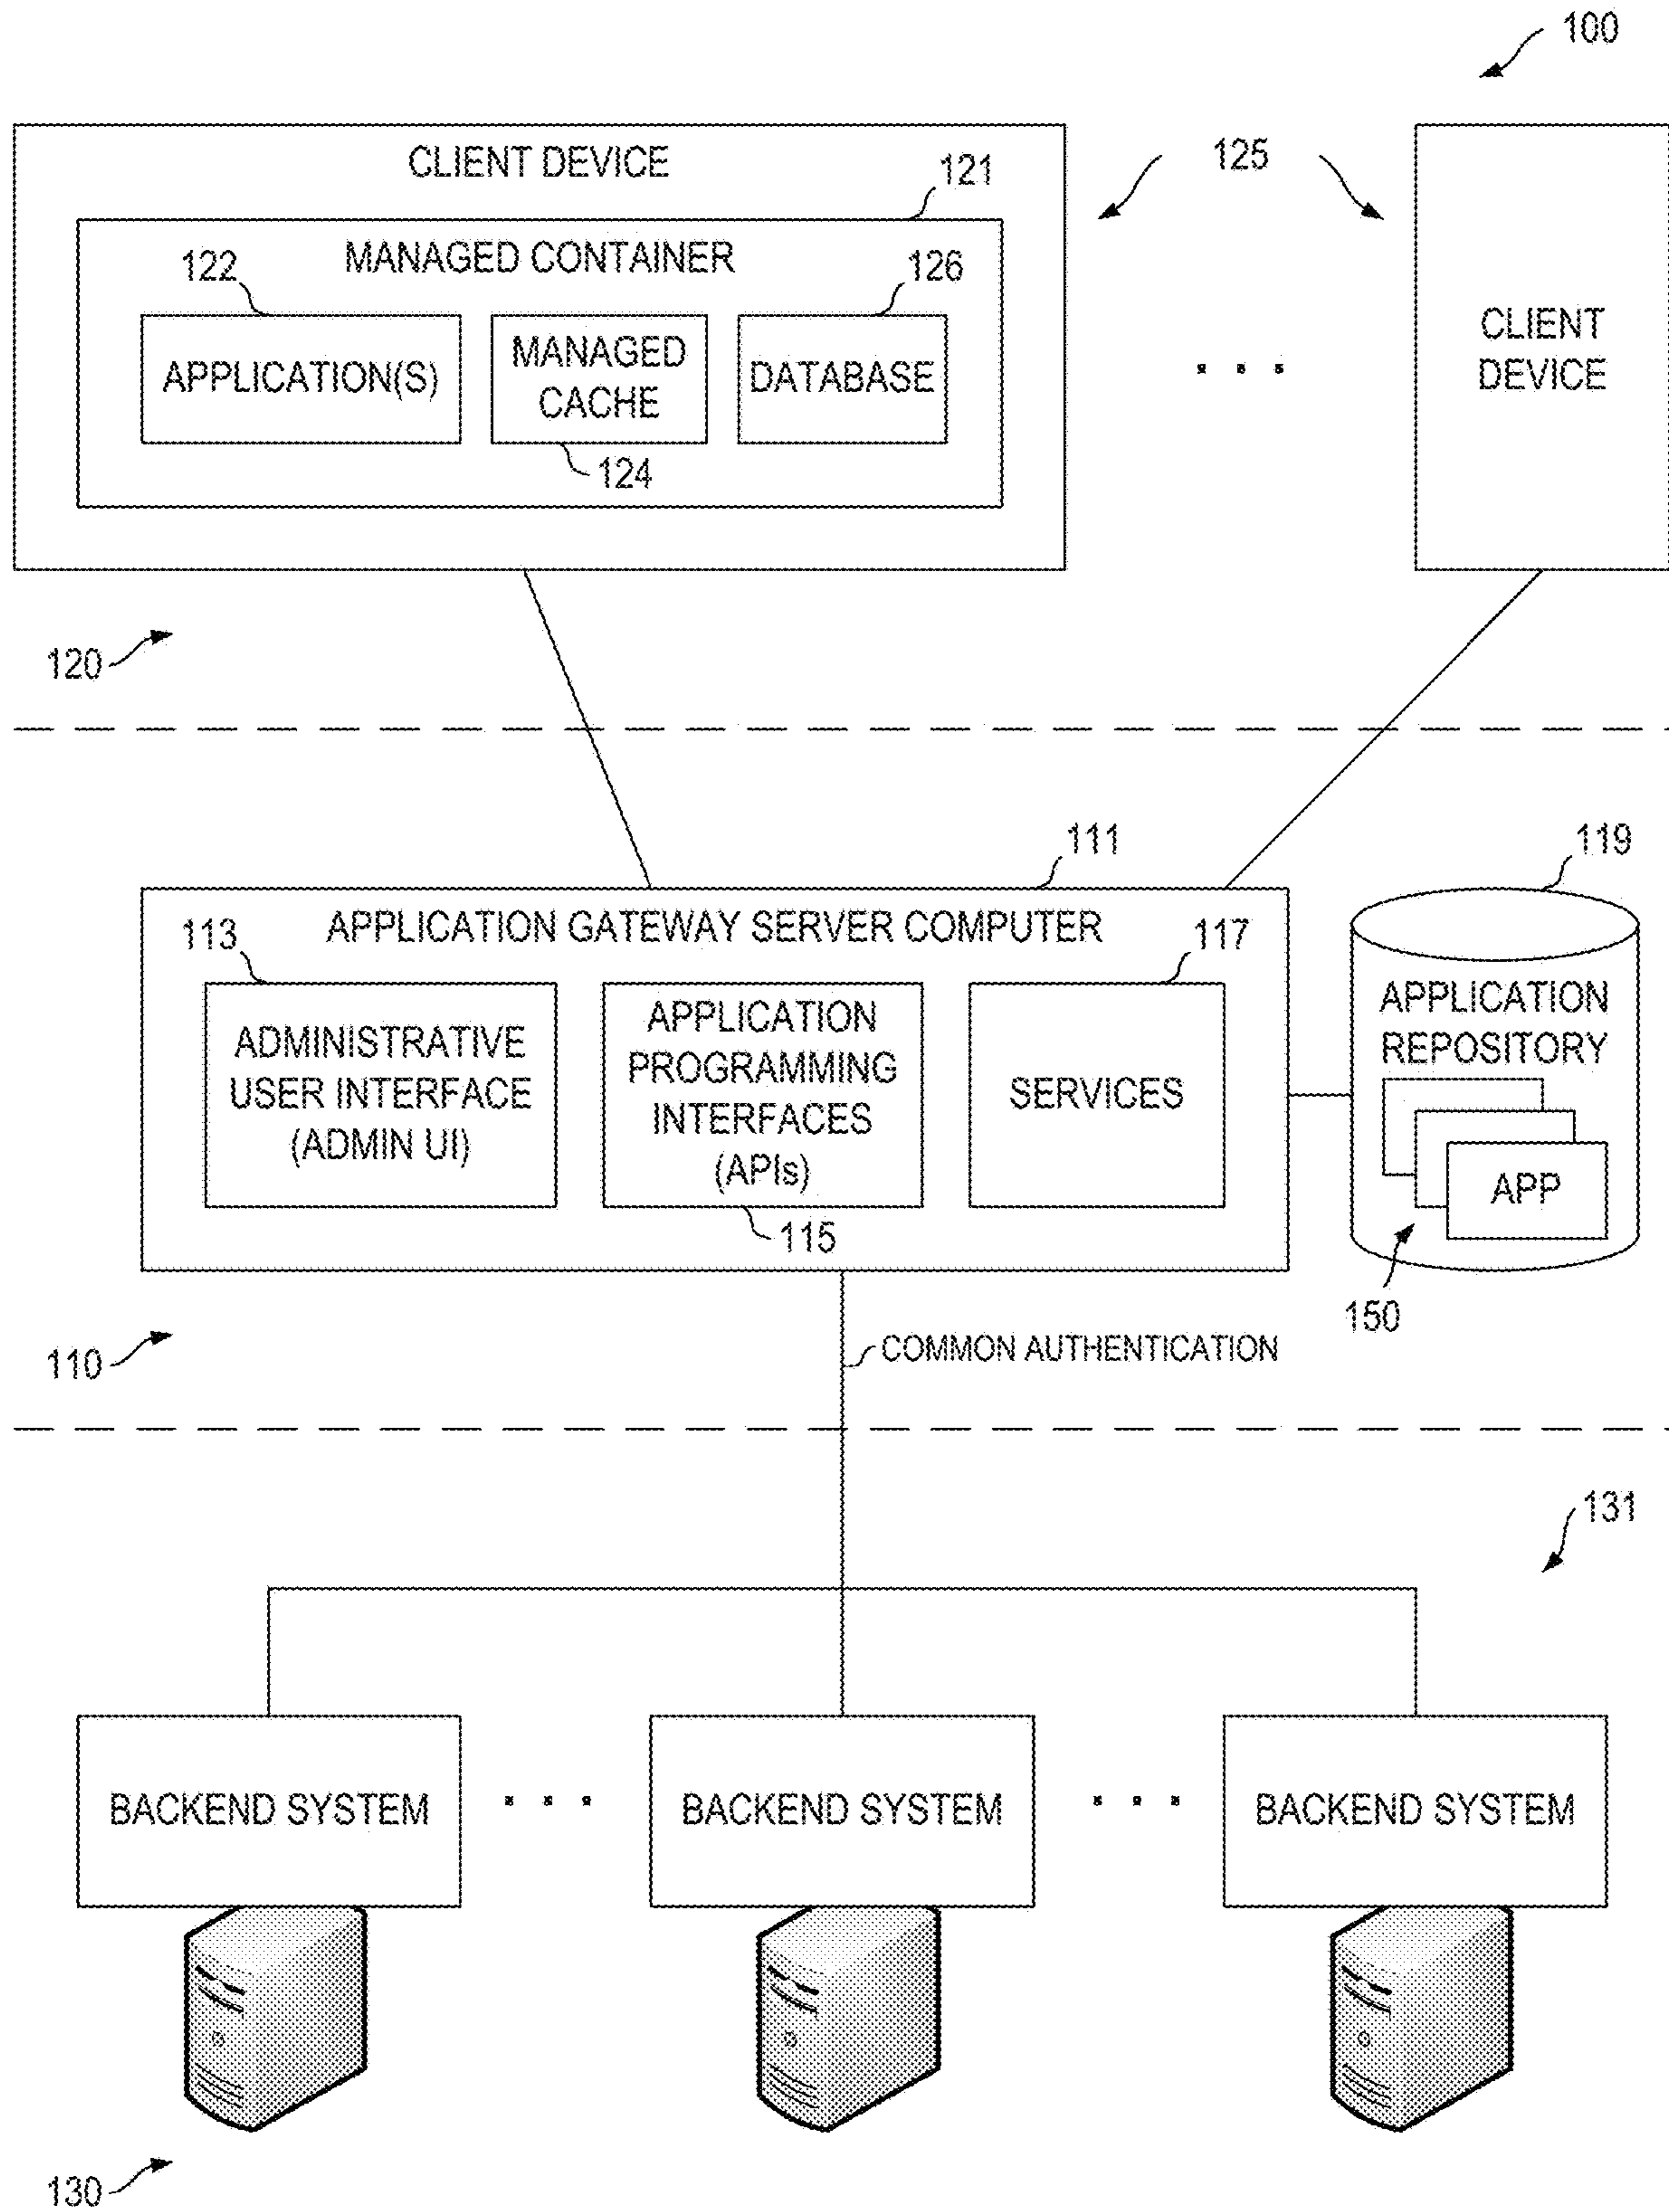 100
CLIENT DEVICE
121
125
MANAGED CONTAINER
122
126
APPLICATION(S)
MANAGED
CACHE
DATABASE
124
CLIENT
DEVICE
120
111
119
APPLICATION GATEWAY SERVER COMPUTER
113
117
ADMINISTRATIVE
USER INTERFACE
(ADMIN UI)
APPLICATION
PROGRAMMING
INTERFACES
(APIs)
115
SERVICES
APPLICATION
REPOSITORY
APP
150
110
COMMON AUTHENTICATION
131
BACKEND SYSTEM
BACKEND SYSTEM
BACKEND SYSTEM
130